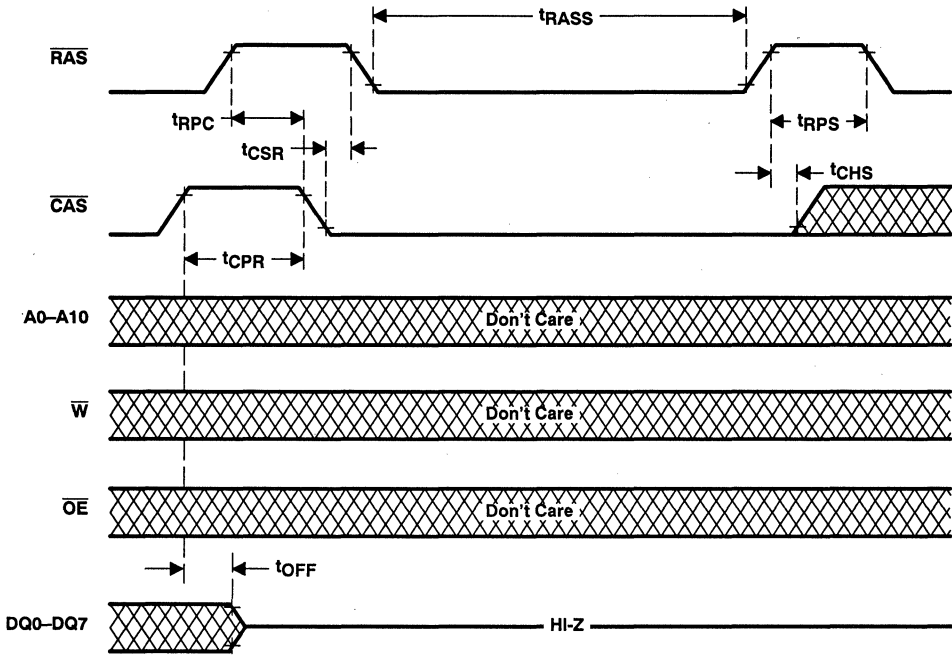 tRASS
RAS
tRPC
tRPS
tCSR
tCHS
CAS
tCPR
A0–A10 Don't Care
W Don't Care
OE Don't Care
tOFF
DQ0–DQ7 HI-Z